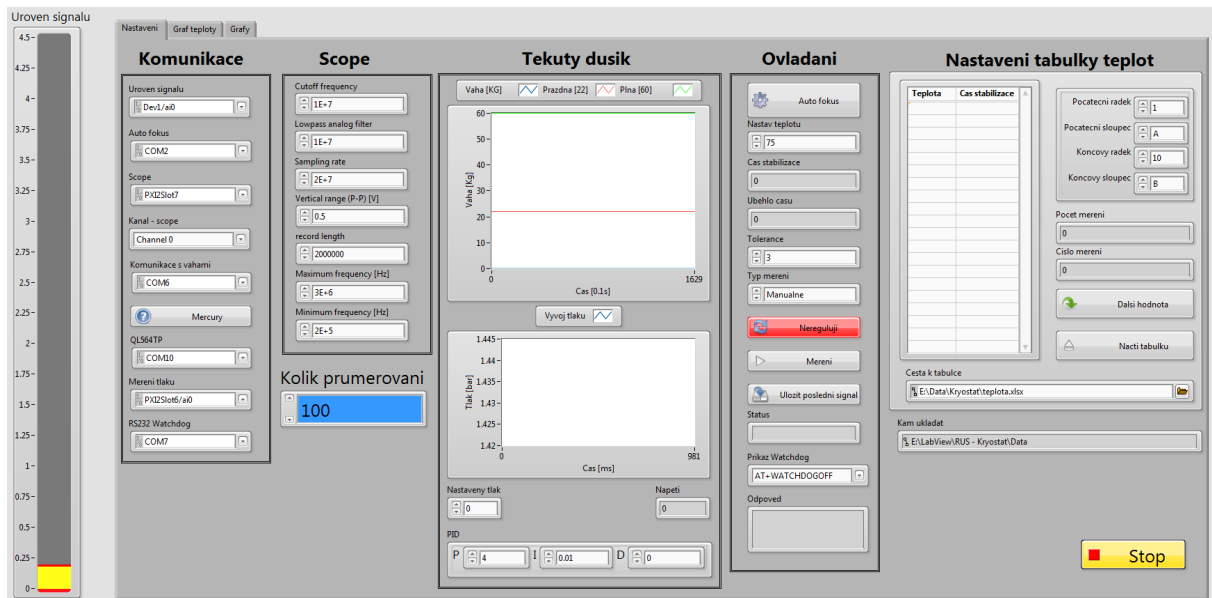 Uroven signalu
4.5
4.25
4
3.75
3.5
3.25
3
2.75
2.5
2.25
2
1.75
1.5
1.25
1
0.75
0.5
0.25
0
Nastaveni Graf teploty Grafy
Komunikace
Uroven signalu
Dev1/ai0
Auto fokus
COM2
Scope
PXI2Slot7
Kanal - scope
Channel 0
Komunikace s vahami
COM6
Mercury
QL564TP
COM10
Mereni tlaku
PXI2Slot6/ai0
RS232 Watchdog
COM7
Scope
Cutoff frequency
1E+7
Lowpass analog filter
1E+7
Sampling rate
2E+7
Vertical range (P-P) [V]
0.5
record length
2000000
Maximum frequency [Hz]
3E+6
Minimum frequency [Hz]
2E+5
Kolik prumerovani
100
Tekuty dusik
Vaha [KG] Prazdna [22] Plna [60]
Vaha [Kg]
60
50
40
30
20
10
0
0 1629
Cas [0.1s]
Vyvoj tlaku
Tlak [bar]
1.445
1.44
1.435
1.43
1.425
1.42
0 981
Cas [ms]
Nastaveny tlak Napeti
0 0
PID
P 4 I 0.01 D 0
Ovladani
Auto fokus
Nastav teplotu
75
Cas stabilizace
0
Ubehlo casu
0
Tolerance
3
Typ mereni
Manualne
Nereguluji
Mereni
Ulozit posledni signal
Status
Prikaz Watchdog
AT+WATCHDOGOFF
Odpoved
Nastaveni tabulky teplot
Teplota Cas stabilizace
Pocatecni radek 1
Pocatecni sloupec A
Koncovy radek 10
Koncovy sloupec B
Pocet mereni
0
Cislo mereni
0
Dalsi hodnota
Nacti tabulku
Cesta k tabulce
E:\Data\Kryostat\teplota.xlsx
Kam ukladat
E:\LabView\RUS - Kryostat\Data
Stop